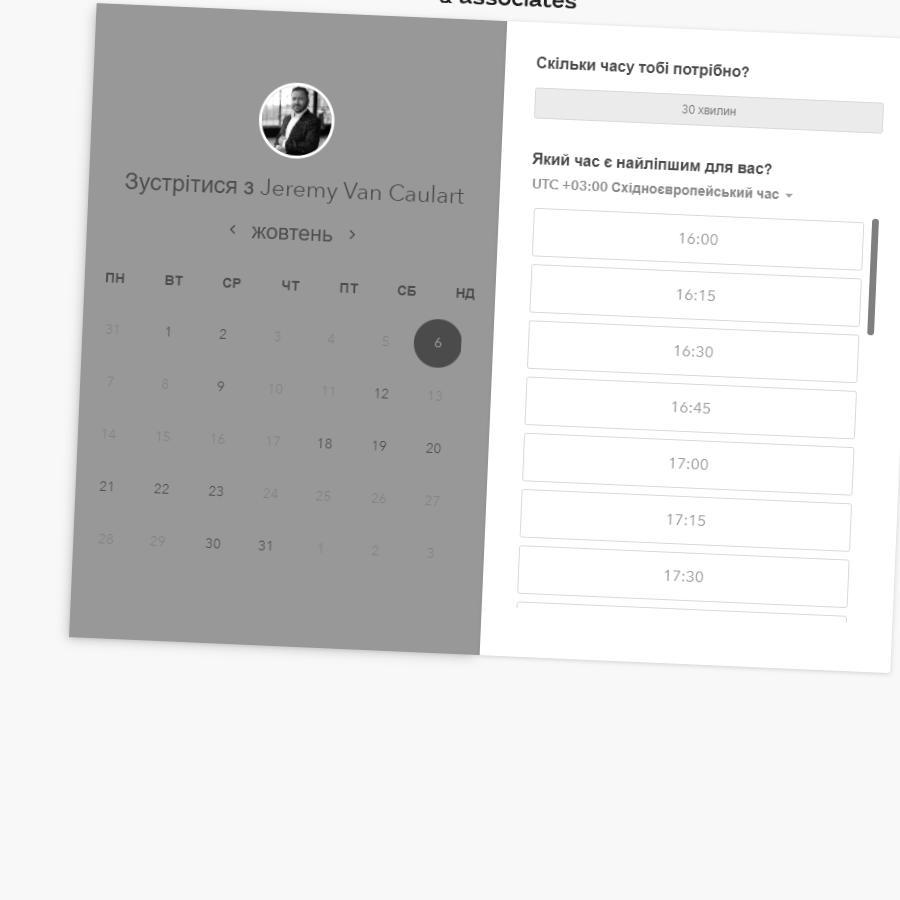 & associates
Зустрітися з Jeremy Van Caulart
жовтень
ПН ВТ СР ЧТ ПТ СБ НД
31 1 2 3 4 5 6
7 8 9 10 11 12 13
14 15 16 17 18 19 20
21 22 23 24 25 26 27
28 29 30 31 1 2 3
Скільки часу тобі потрібно?
30 хвилин
Який час є найліпшим для вас?
UTC +03:00 Східноєвропейський час
16:00
16:15
16:30
16:45
17:00
17:15
17:30